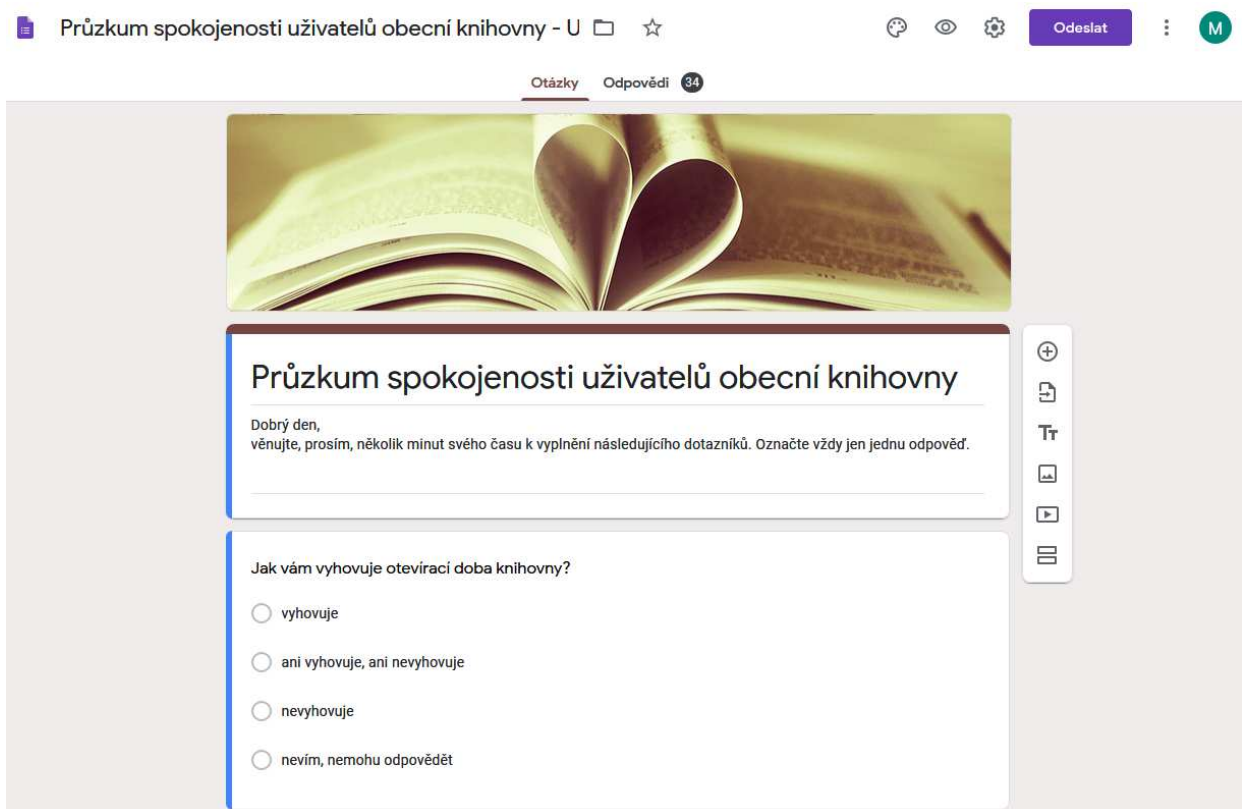 Průzkum spokojenosti uživatelů obecní knihovny - U
Odeslat
M
Otázky Odpovědi 34
Průzkum spokojenosti uživatelů obecní knihovny
Dobrý den,
věnujte, prosím, několik minut svého času k vyplnění následujícího dotazníků. Označte vždy jen jednu odpověď.
Tт
Jak vám vyhovuje otevírací doba knihovny?
vyhovuje
ani vyhovuje, ani nevyhovuje
nevyhovuje
nevím, nemohu odpovědět